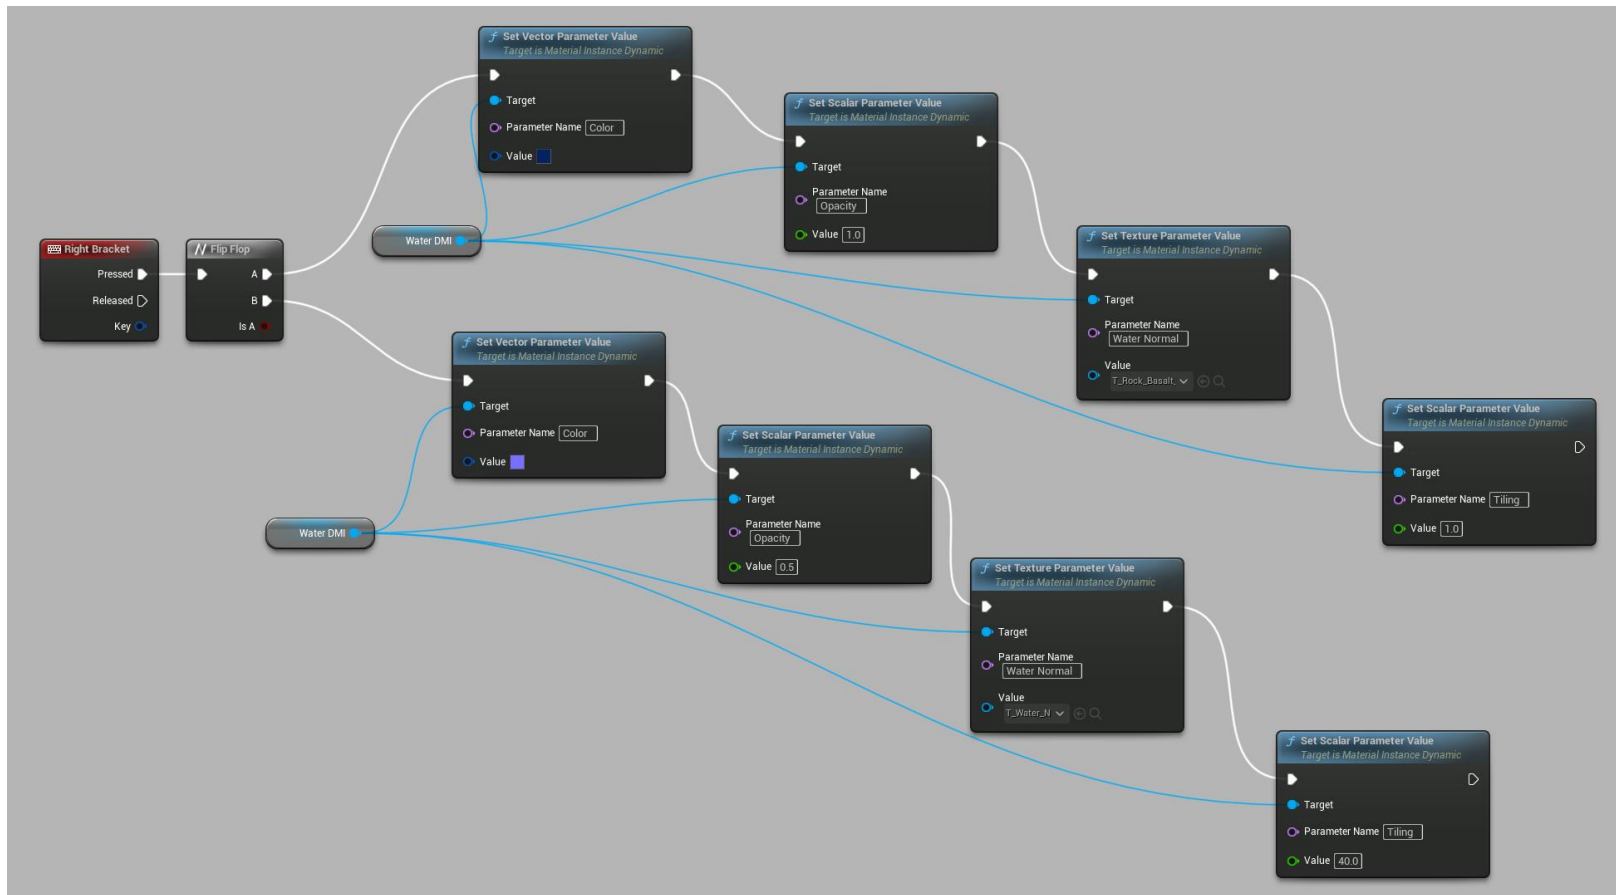 Set Vector Parameter Value
Target is Material Instance Dynamic
Target
Parameter Name Color
Value
Set Scalar Parameter Value
Target is Material Instance Dynamic
Target
Parameter Name
Opacity
Value 1.0
Water DMI
Right Bracket
Pressed
Released
Key
Flip Flop
A
B
Is A
Set Texture Parameter Value
Target is Material Instance Dynamic
Target
Parameter Name
Water Normal
Value
T_Rock_Basalt_
Set Vector Parameter Value
Target is Material Instance Dynamic
Target
Parameter Name Color
Value
Set Scalar Parameter Value
Target is Material Instance Dynamic
Target
Parameter Name Tiling
Value 1.0
Set Scalar Parameter Value
Target is Material Instance Dynamic
Target
Parameter Name
Opacity
Value 0.5
Water DMI
Set Texture Parameter Value
Target is Material Instance Dynamic
Target
Parameter Name
Water Normal
Value
T_Water_N
Set Scalar Parameter Value
Target is Material Instance Dynamic
Target
Parameter Name Tiling
Value 40.0